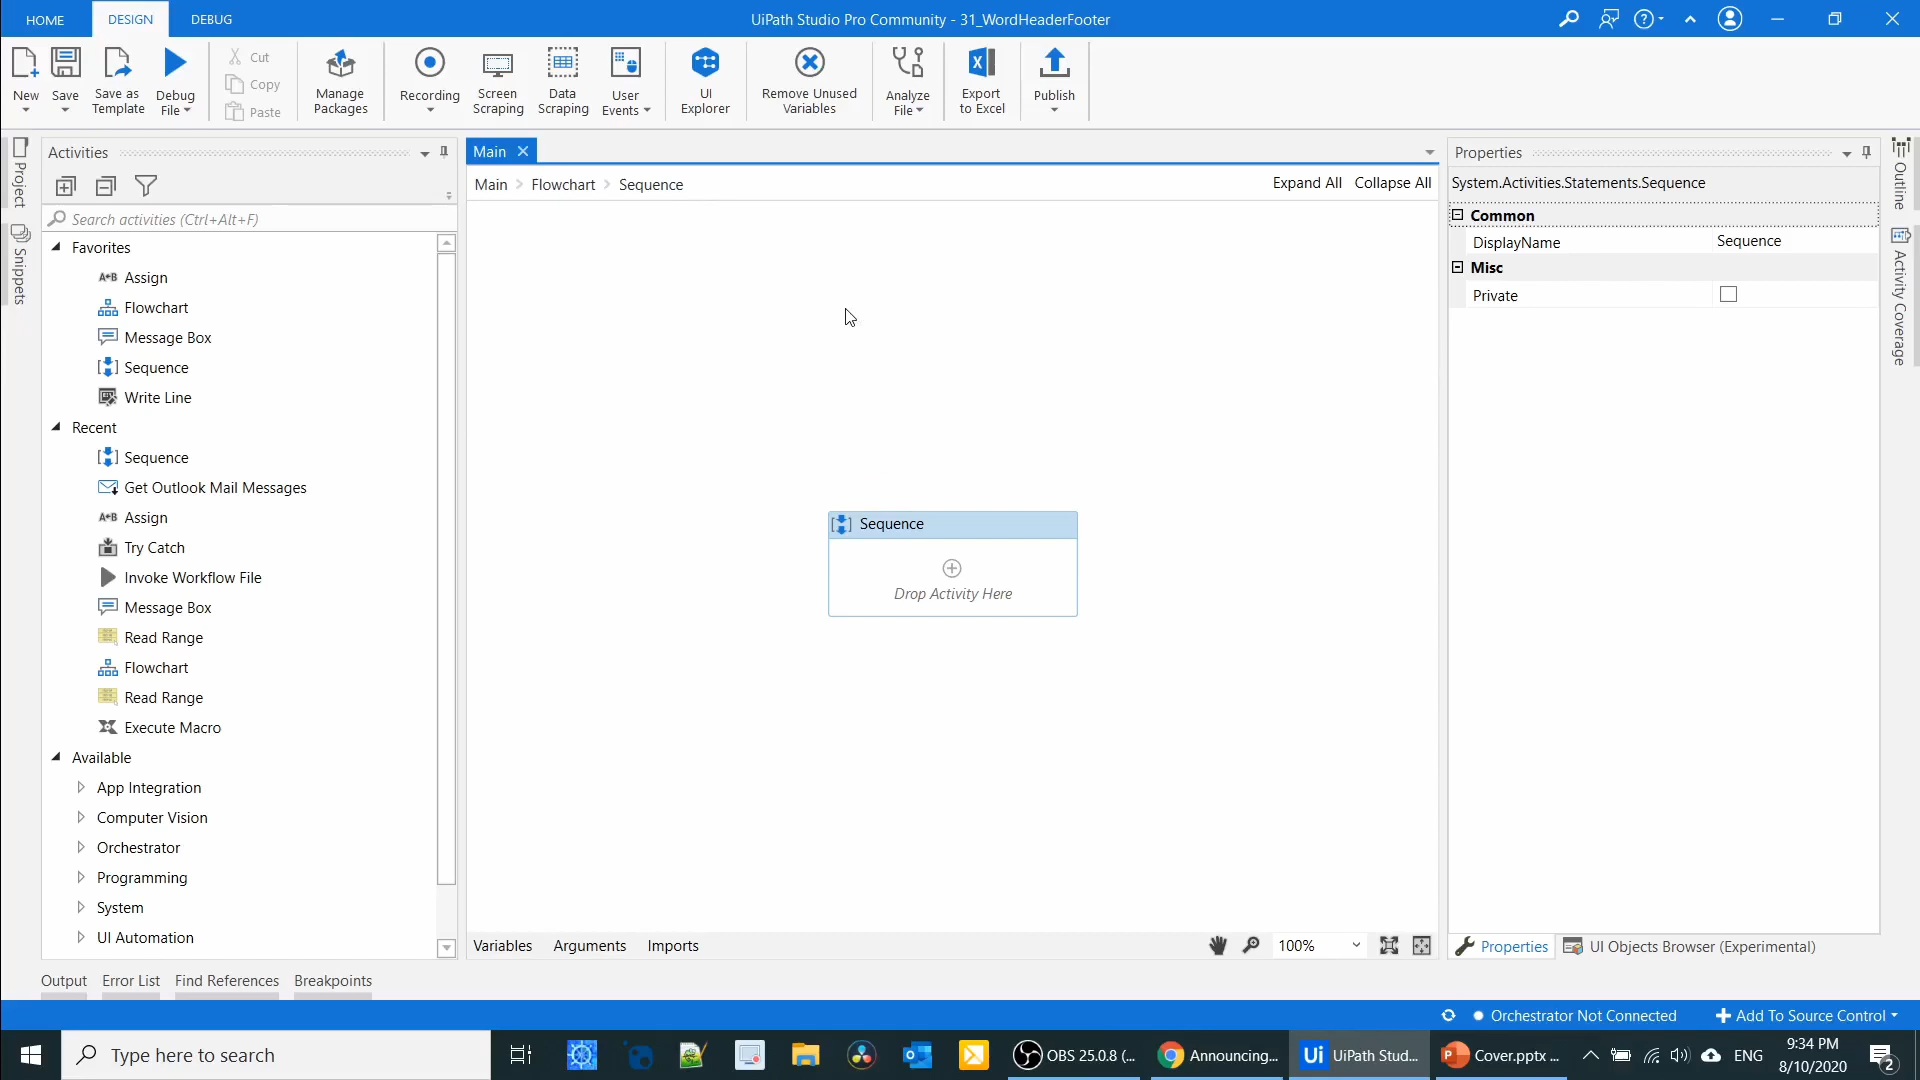 HOME DESIGN DEBUG UiPath Studio Pro Community - 31_WordHeaderFooter
New Save Save as Template Debug File Cut Copy Paste Manage Packages Recording Screen Scraping Data Scraping User Events UI Explorer Remove Unused Variables Analyze File Export to Excel Publish
Project
Snippets
Activities
Search activities (Ctrl+Alt+F)
Favorites
A+B Assign
Flowchart
Message Box
Sequence
Write Line
Recent
Sequence
Get Outlook Mail Messages
A+B Assign
Try Catch
Invoke Workflow File
Message Box
Read Range
Flowchart
Read Range
Execute Macro
Available
App Integration
Computer Vision
Orchestrator
Programming
System
UI Automation
Main
Main > Flowchart > Sequence Expand All Collapse All
Sequence
Drop Activity Here
Variables Arguments Imports 100%
Properties
System.Activities.Statements.Sequence
Common
DisplayName Sequence
Misc
Private
Properties UI Objects Browser (Experimental)
Outline
Activity Coverage
Output Error List Find References Breakpoints
Orchestrator Not Connected Add To Source Control
Type here to search OBS 25.0.8 (... Announcing... Ui UiPath Stud... Cover.pptx ... ENG 9:34 PM
8/10/2020 2